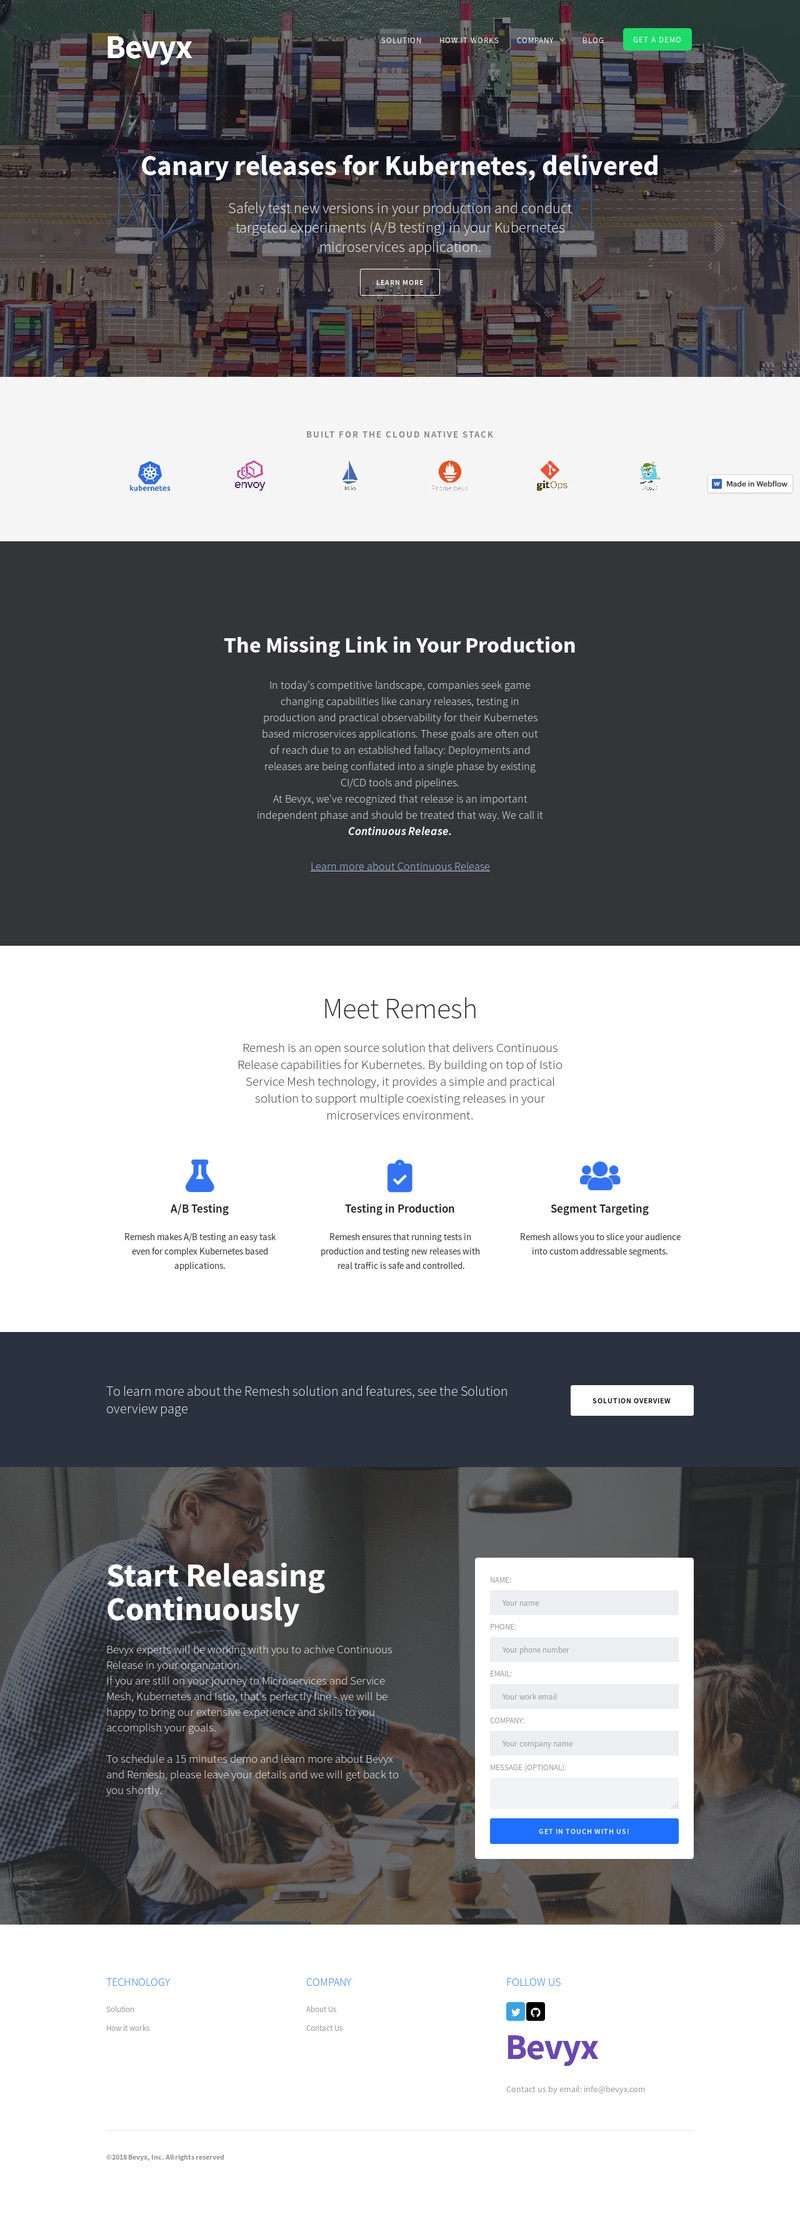 Bevyx
SOLUTION
HOW IT WORKS
COMPANY
BLOG
GET A DEMO
Canary releases for Kubernetes, delivered
Safely test new versions in your production and conduct
targeted experiments (A/B testing) in your Kubernetes
microservices application.
LEARN MORE
BUILT FOR THE CLOUD NATIVE STACK
kubernetes
envoy
Istio
Prometheus
gitOps
Made in Webflow
The Missing Link in Your Production
In today's competitive landscape, companies seek game
changing capabilities like canary releases, testing in
production and practical observability for their Kubernetes
based microservices applications. These goals are often out
of reach due to an established fallacy: Deployments and
releases are being conflated into a single phase by existing
CI/CD tools and pipelines.
At Bevyx, we've recognized that release is an important
independent phase and should be treated that way. We call it
Continuous Release.
Learn more about Continuous Release
Meet Remesh
Remesh is an open source solution that delivers Continuous
Release capabilities for Kubernetes. By building on top of Istio
Service Mesh technology, it provides a simple and practical
solution to support multiple coexisting releases in your
microservices environment.
A/B Testing
Remesh makes A/B testing an easy task
even for complex Kubernetes based
applications.
Testing in Production
Remesh ensures that running tests in
production and testing new releases with
real traffic is safe and controlled.
Segment Targeting
Remesh allows you to slice your audience
into custom addressable segments.
To learn more about the Remesh solution and features, see the Solution
overview page
SOLUTION OVERVIEW
Start Releasing
Continuously
Bevyx experts will be working with you to achive Continuous
Release in your organization.
If you are still on your journey to Microservices and Service
Mesh, Kubernetes and Istio, that's perfectly fine - we will be
happy to bring our extensive experience and skills to you
accomplish your goals.
To schedule a 15 minutes demo and learn more about Bevyx
and Remesh, please leave your details and we will get back to
you shortly.
NAME:
Your name
PHONE:
Your phone number
EMAIL:
Your work email
COMPANY:
Your company name
MESSAGE (OPTIONAL):
GET IN TOUCH WITH US!
TECHNOLOGY
Solution
How it works
COMPANY
About Us
Contact Us
FOLLOW US
Bevyx
Contact us by email: info@bevyx.com
©2018 Bevyx, Inc. All rights reserved